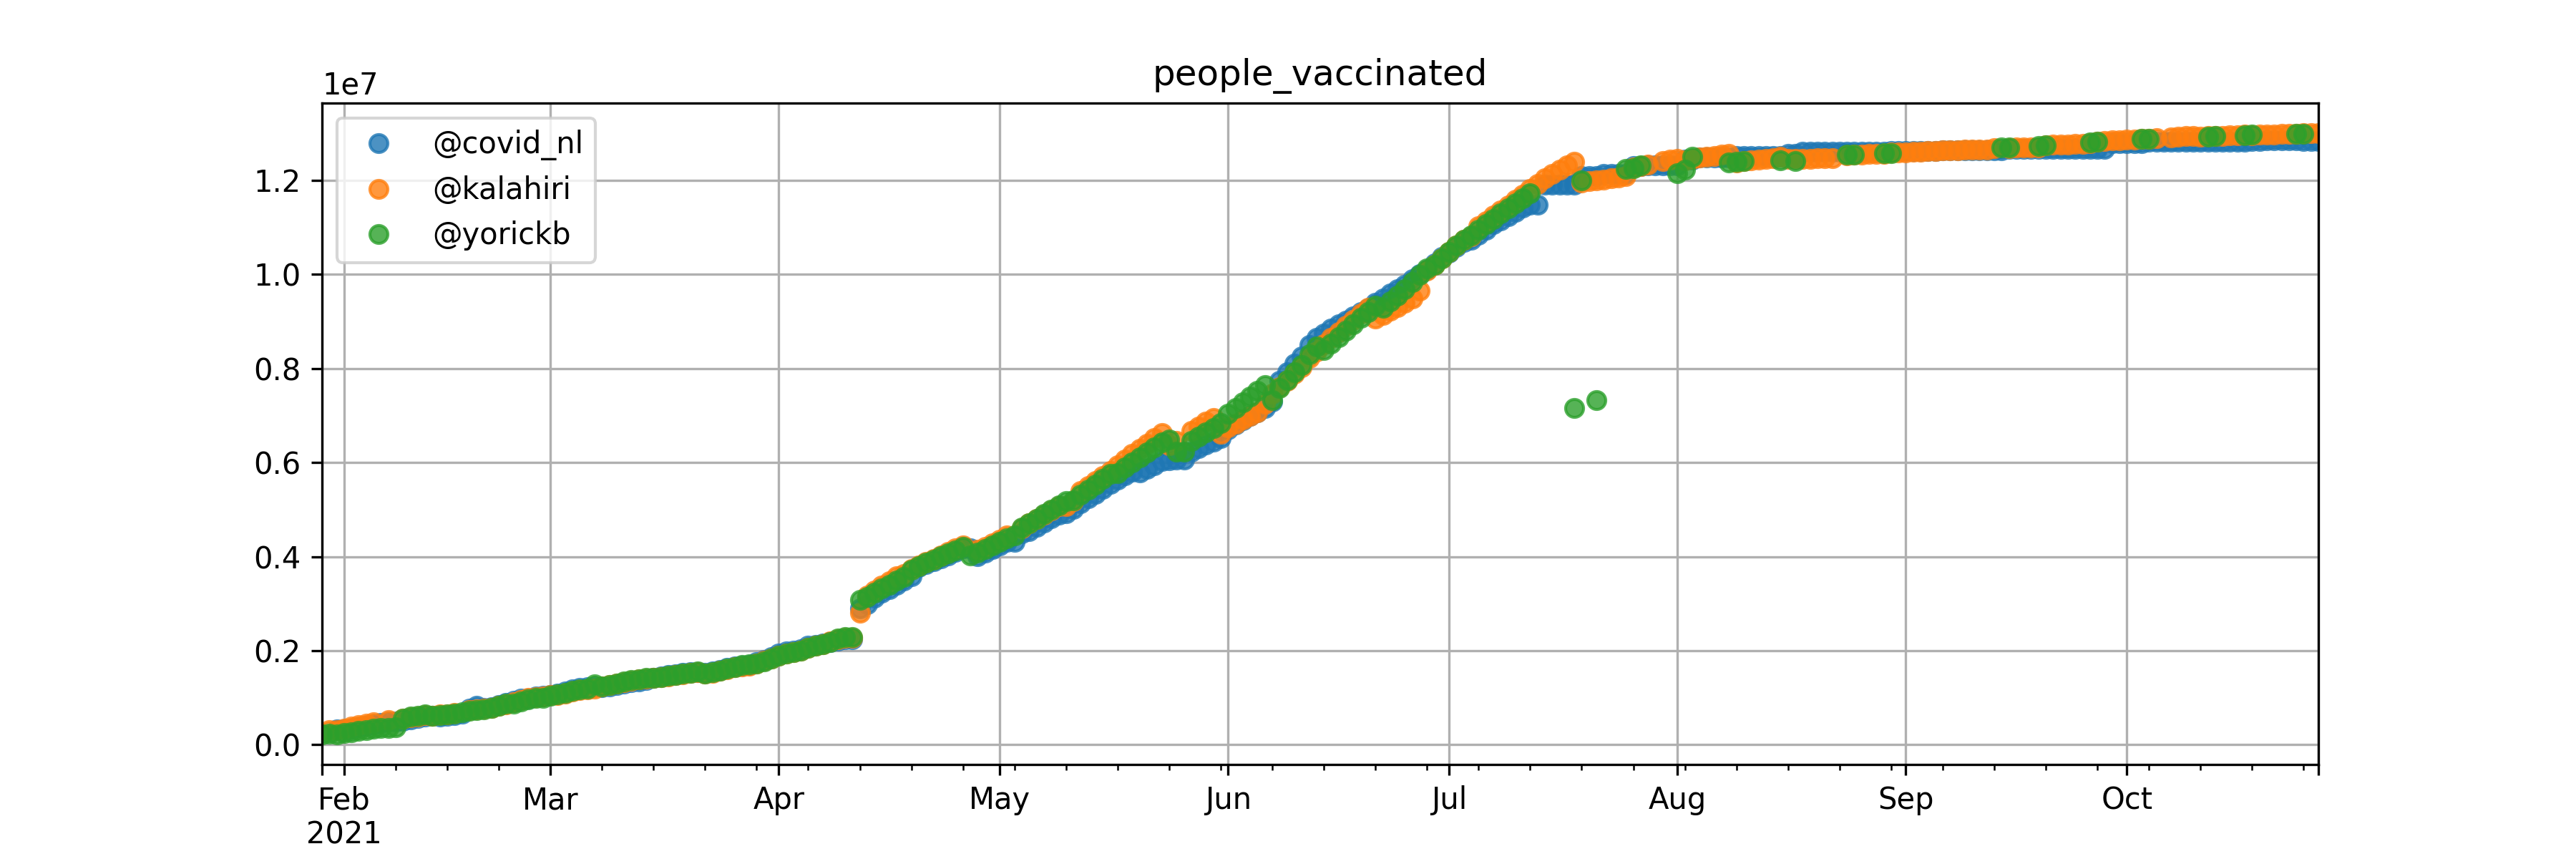 people_vaccinated
1e7
@covid_nl
@kalahiri
@yorickb
1.2
1.0
0.8
0.6
0.4
0.2
0.0
Feb Mar Apr May Jun Jul Aug Sep Oct
2021